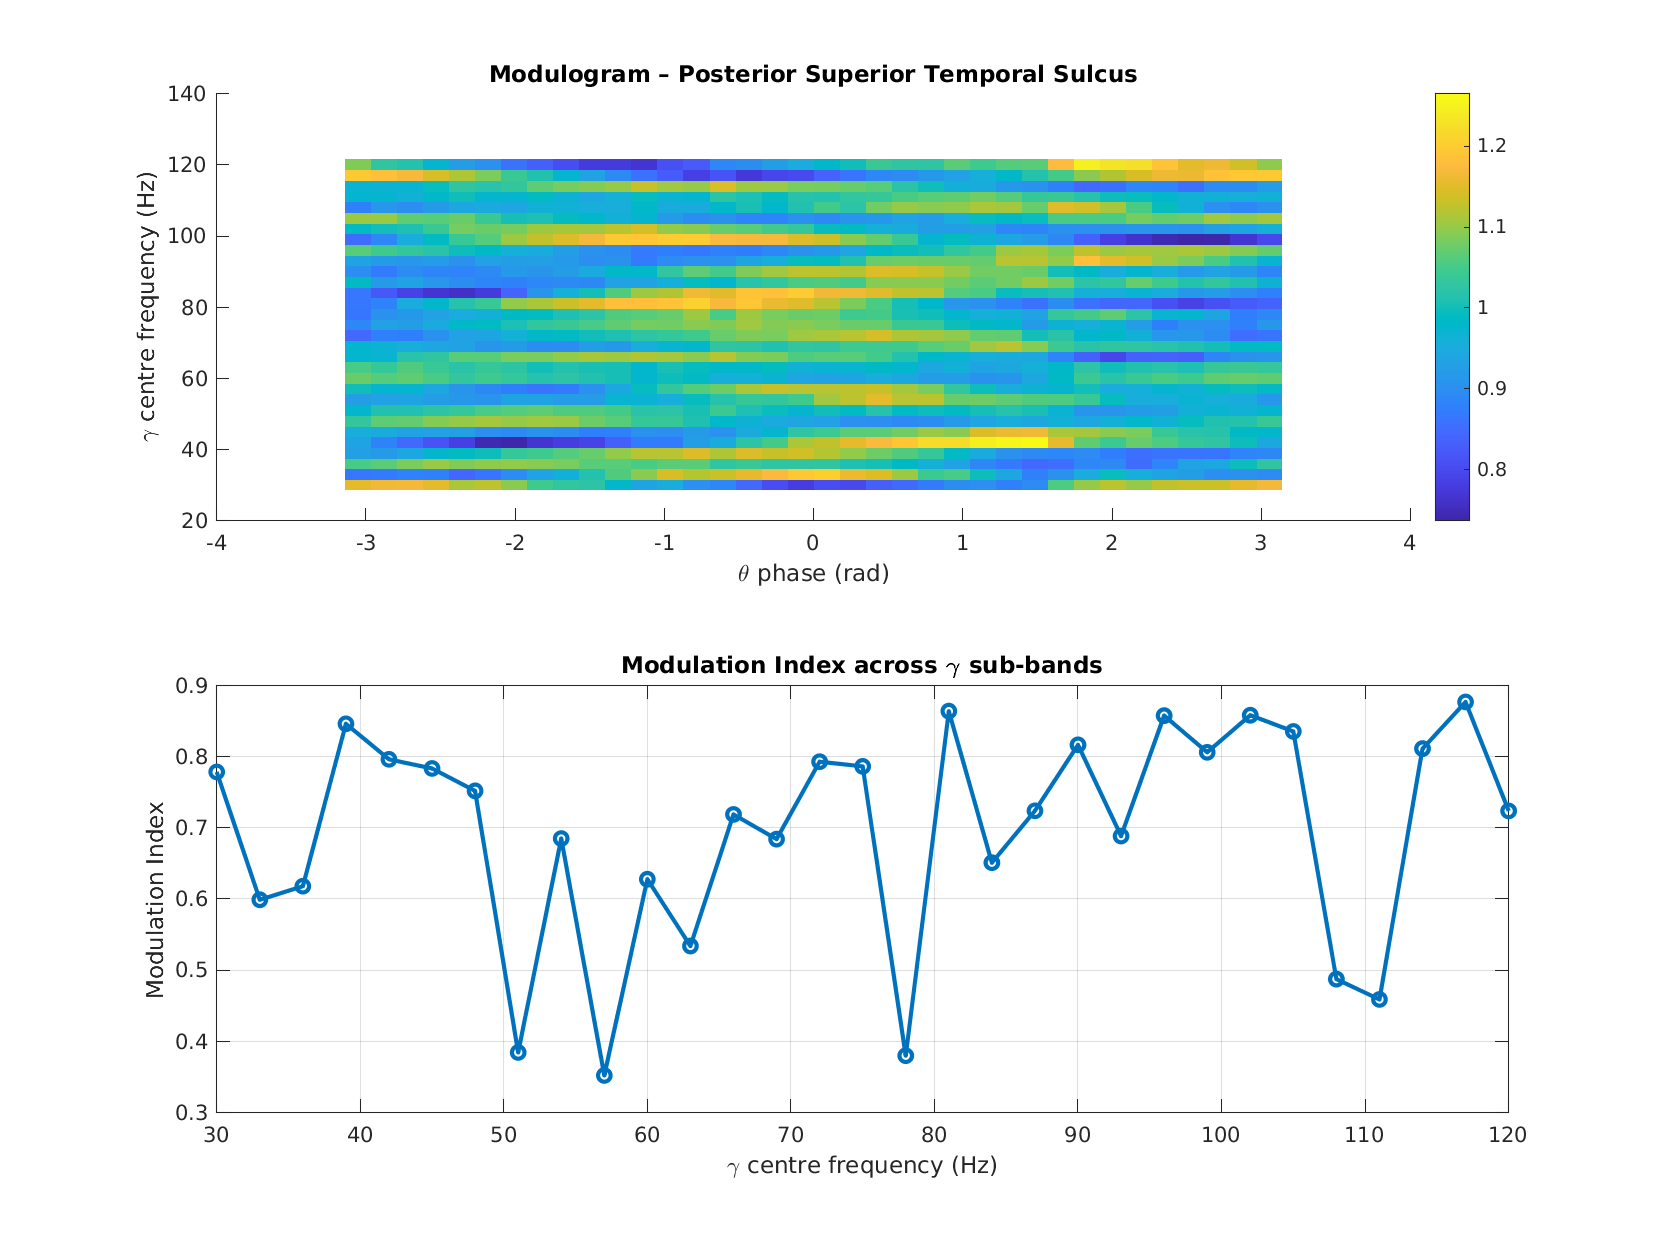 Modulogram – Posterior Superior Temporal Sulcus
140
120
100
80
60
40
20
γ centre frequency (Hz)
-4 -3 -2 -1 0 1 2 3 4
θ phase (rad)
1.2
1.1
1
0.9
0.8
Modulation Index across γ sub-bands
0.9
0.8
0.7
0.6
0.5
0.4
0.3
Modulation Index
30 40 50 60 70 80 90 100 110 120
γ centre frequency (Hz)